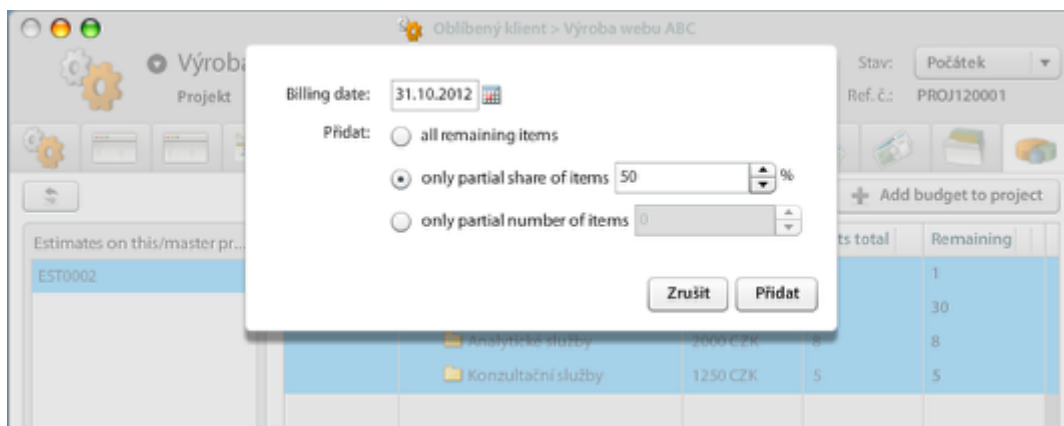 Oblíbený klient > Výroba webu ABC
Výroba
Stav:
Počátek
Projekt
Ref. č.:
PROJ120001
Billing date:
31.10.2012
Přidat:
all remaining items
only partial share of items
50
%
only partial number of items
0
Zrušit
Přidat
Add budget to project
Estimates on this/master pr...
ts total
Remaining
EST0002
1
30
Analytické služby
2000 CZK
8
8
Konzultační služby
1250 CZK
5
5